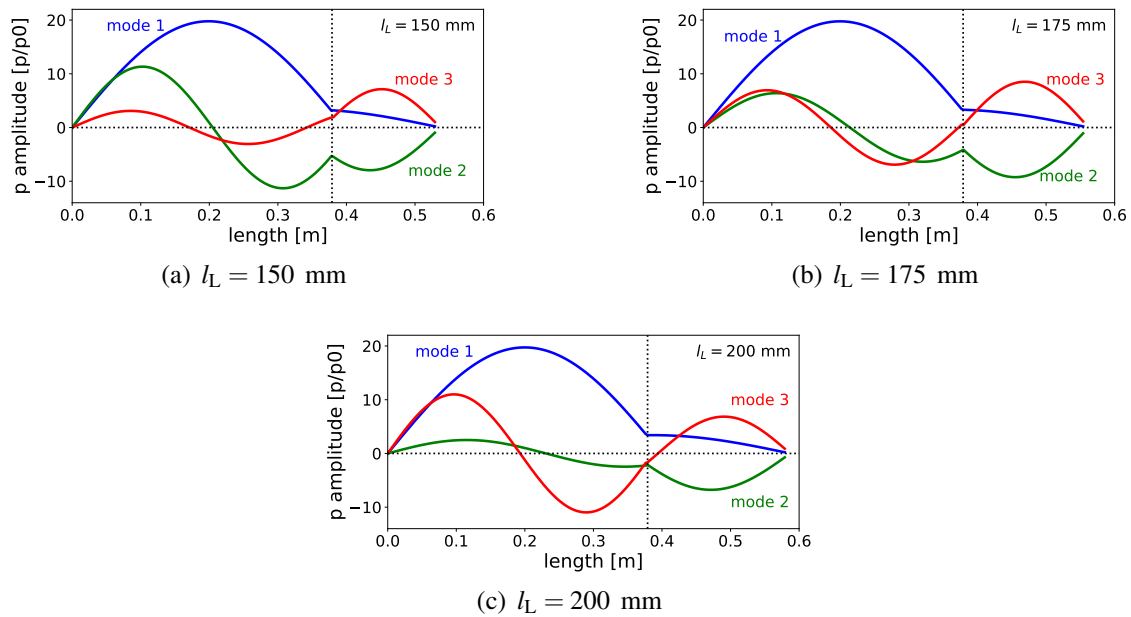 mode 1
l_L = 150 mm
mode 3
mode 2
p amplitude [p/p0]
20
10
0
−10
0.0 0.1 0.2 0.3 0.4 0.5 0.6
length [m]
(a) l_L = 150 mm
mode 1
l_L = 175 mm
mode 3
mode 2
p amplitude [p/p0]
20
10
0
−10
0.0 0.1 0.2 0.3 0.4 0.5 0.6
length [m]
(b) l_L = 175 mm
mode 1
l_L = 200 mm
mode 3
mode 2
p amplitude [p/p0]
20
10
0
−10
0.0 0.1 0.2 0.3 0.4 0.5 0.6
length [m]
(c) l_L = 200 mm